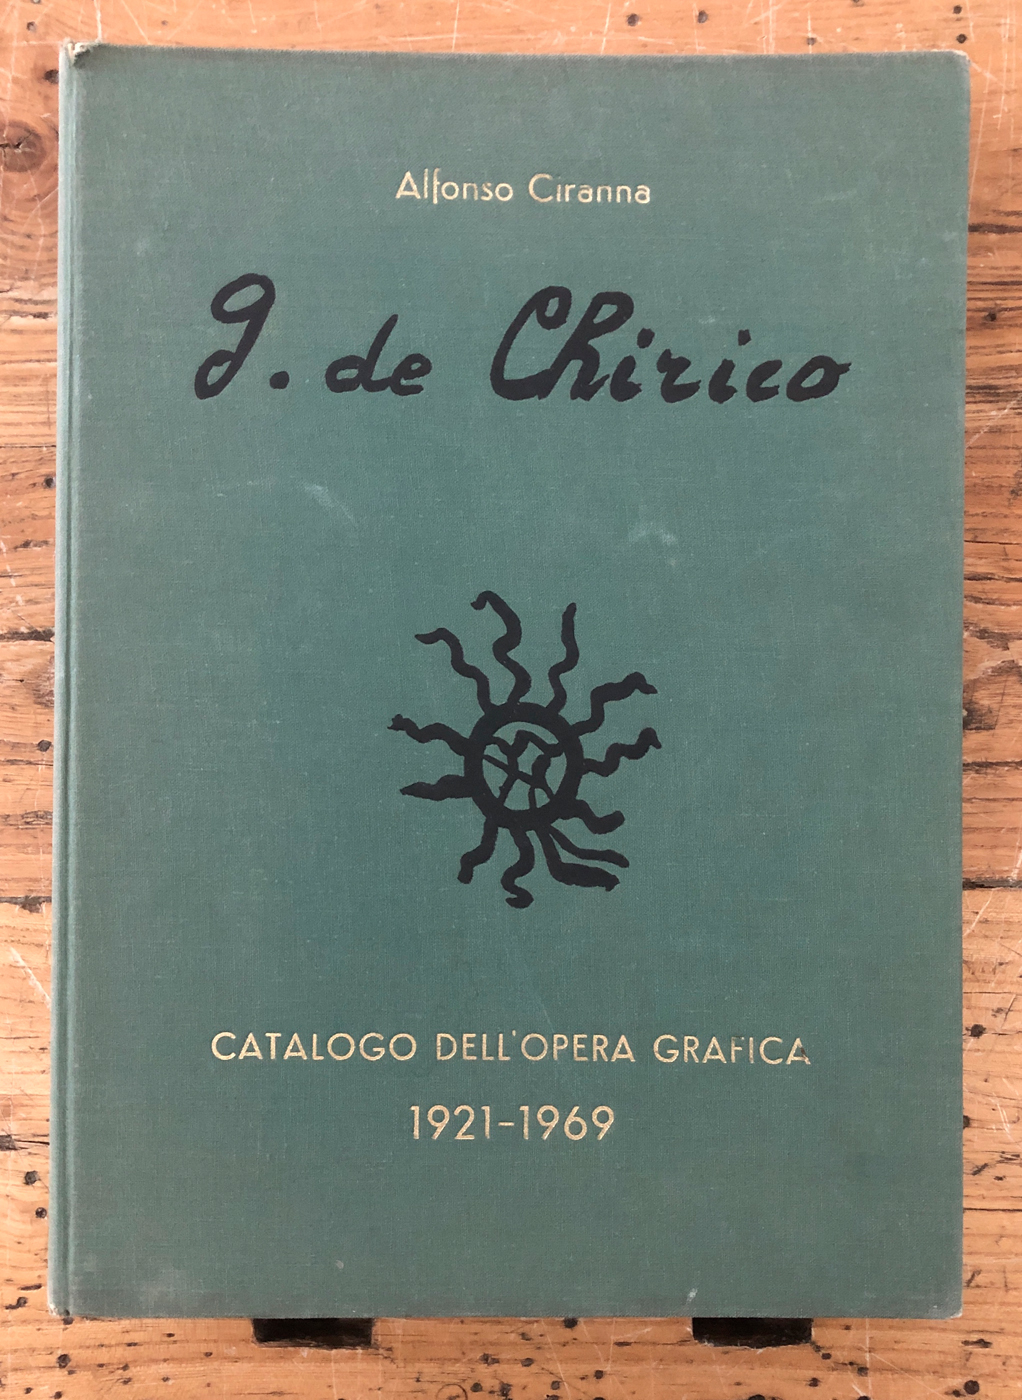 Alfonso Ciranna
g. de Chirico
CATALOGO DELL'OPERA GRAFICA
1921-1969